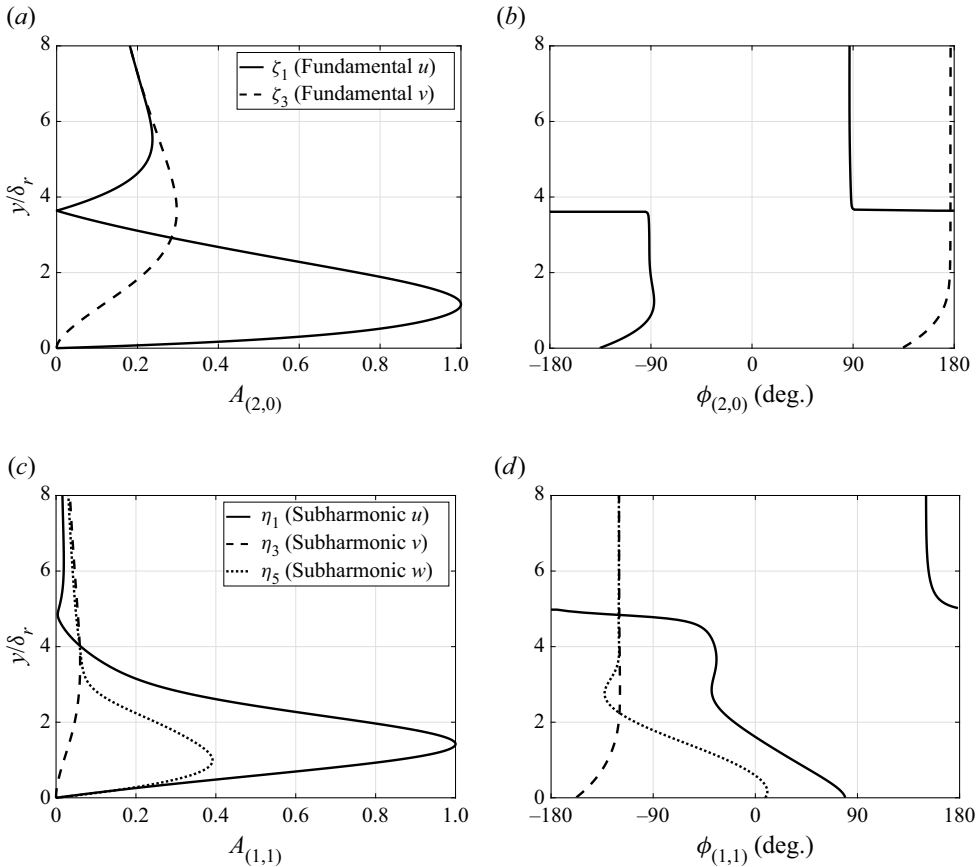 (a)
8
6
4
2
0
y/δr
0
0.2
0.4
0.6
0.8
1.0
A(2,0)
ζ1 (Fundamental u)
ζ3 (Fundamental v)
(b)
8
6
4
2
0
–180
–90
0
90
180
ϕ(2,0) (deg.)
(c)
8
6
4
2
0
y/δr
0
0.2
0.4
0.6
0.8
1.0
A(1,1)
η1 (Subharmonic u)
η3 (Subharmonic v)
η5 (Subharmonic w)
(d)
8
6
4
2
0
–180
–90
0
90
180
ϕ(1,1) (deg.)